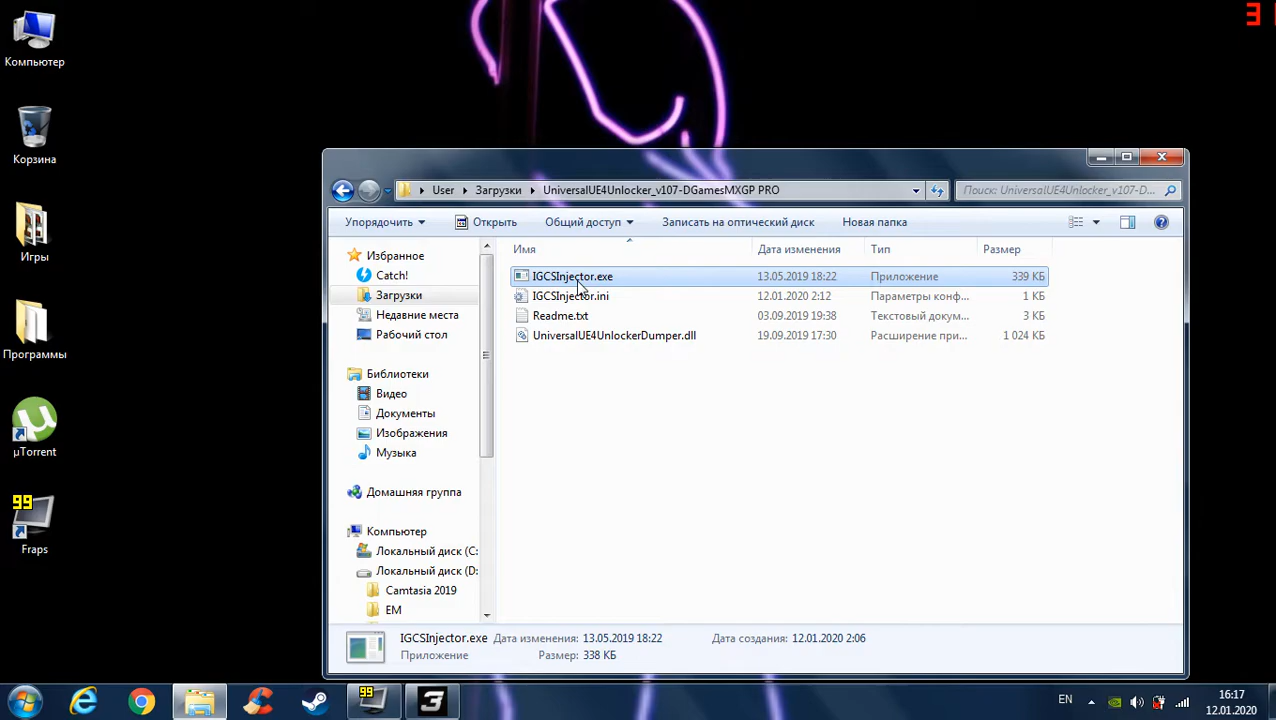 3
Компьютер
Корзина
Игры
Программы
µTorrent
99
Fraps
User
Загрузки
UniversalUE4Unlocker_v107-DGamesMXGP PRO
Поиск: UniversalUE4Unlocker_v107-D...
Упорядочить
Открыть
Общий доступ
Записать на оптический диск
Новая папка
Имя
Дата изменения
Тип
Размер
Избранное
Catch!
Загрузки
Недавние места
Рабочий стол
Библиотеки
Видео
Документы
Изображения
Музыка
Домашняя группа
Компьютер
Локальный диск (C:
Локальный диск (D:
Camtasia 2019
EM
IGCSInjector.exe 13.05.2019 18:22 Приложение 339 КБ
IGCSInjector.ini 12.01.2020 2:12 Параметры конф... 1 КБ
Readme.txt 03.09.2019 19:38 Текстовый докум... 3 КБ
UniversalUE4UnlockerDumper.dll 19.09.2019 17:30 Расширение при... 1 024 КБ
IGCSInjector.exe Дата изменения: 13.05.2019 18:22 Дата создания: 12.01.2020 2:06
Приложение Размер: 338 КБ
99
3
EN
16:17
12.01.2020